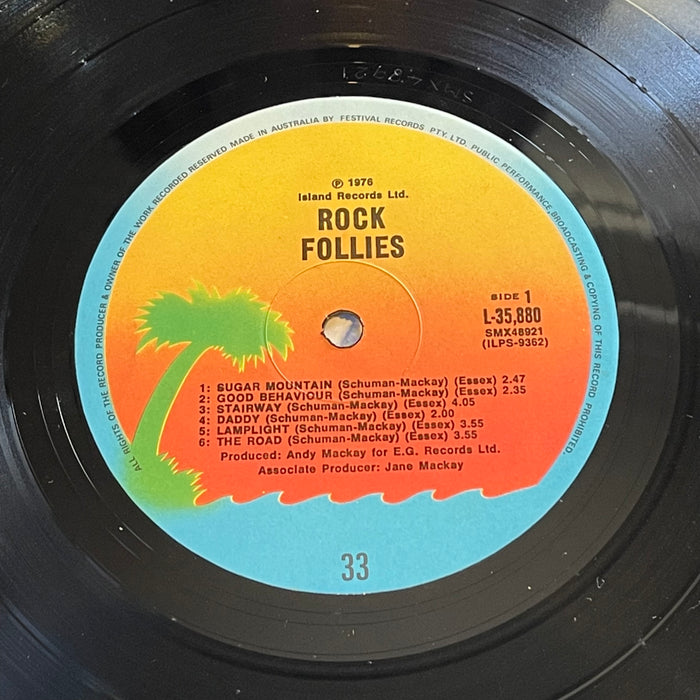 SMX 48921
ALL RIGHTS OF THE RECORD PRODUCER & OWNER OF THE WORK RECORDED RESERVED MADE IN AUSTRALIA BY FESTIVAL RECORDS PTY. LTD. PUBLIC PERFORMANCE, BROADCASTING & COPYING OF THIS RECORD PROHIBITED.
Ⓟ 1976
Island Records Ltd.
ROCK
FOLLIES
SIDE 1
L-35,880
SMX48921
(ILPS-9362)
1: SUGAR MOUNTAIN (Schuman-Mackay) (Essex) 2.47
2: GOOD BEHAVIOUR (Schuman-Mackay) (Essex) 2.35
3: STAIRWAY (Schuman-Mackay) (Essex) 4.05
4: DADDY (Schuman-Mackay) (Essex) 2.00
5: LAMPLIGHT (Schuman-Mackay) (Essex) 3.55
6: THE ROAD (Schuman-Mackay) (Essex) 3.55
Produced: Andy Mackay for E.G. Records Ltd.
Associate Producer: Jane Mackay
33